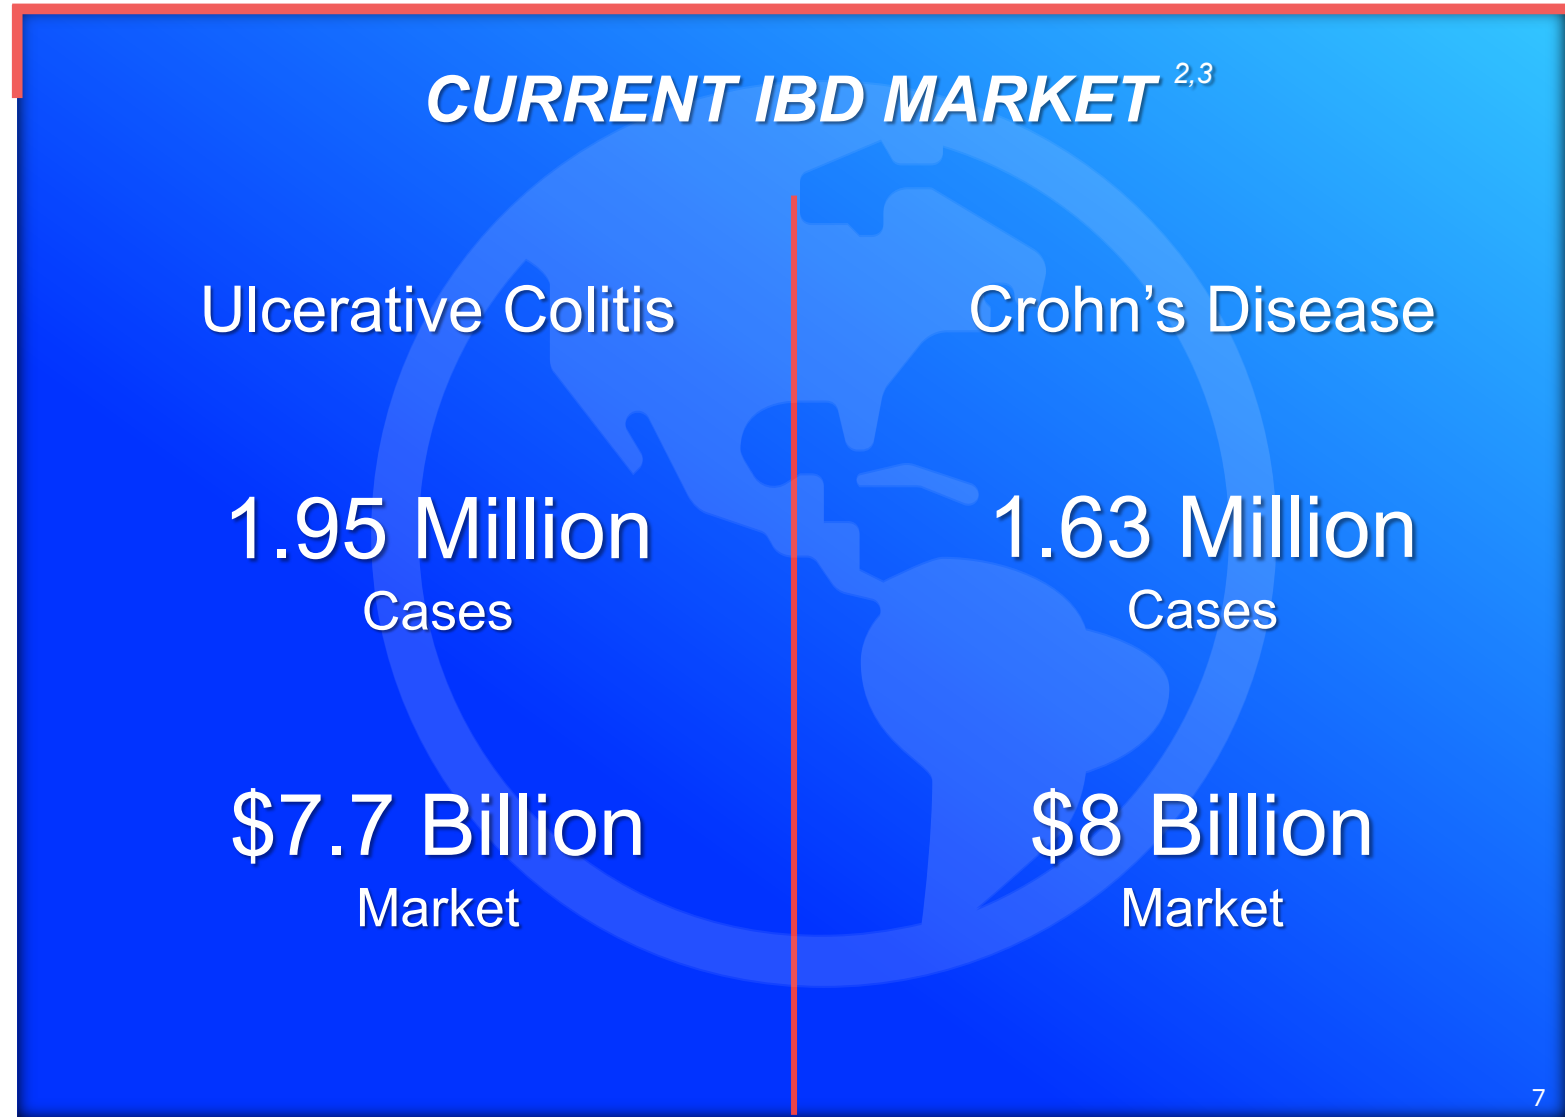 CURRENT IBD MARKET 2,3
Ulcerative Colitis
1.95 Million
Cases
$7.7 Billion
Market
Crohn’s Disease
1.63 Million
Cases
$8 Billion
Market
7